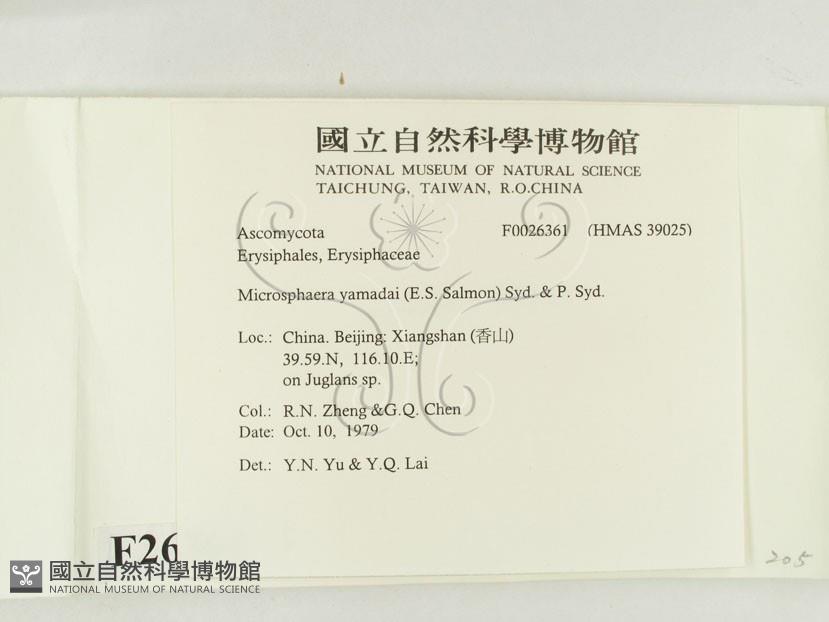 國立自然科學博物館
NATIONAL MUSEUM OF NATURAL SCIENCE
TAICHUNG, TAIWAN, R.O.CHINA
Ascomycota F0026361 (HMAS 39025)
Erysiphales, Erysiphaceae
Microsphaera yamadai (E.S. Salmon) Syd. & P. Syd.
Loc.: China. Beijing: Xiangshan (香山)
39.59.N, 116.10.E;
on Juglans sp.
Col.: R.N. Zheng &G.Q. Chen
Date: Oct. 10, 1979
Det.: Y.N. Yu & Y.Q. Lai
F26
205
國立自然科學博物館
NATIONAL MUSEUM OF NATURAL SCIENCE